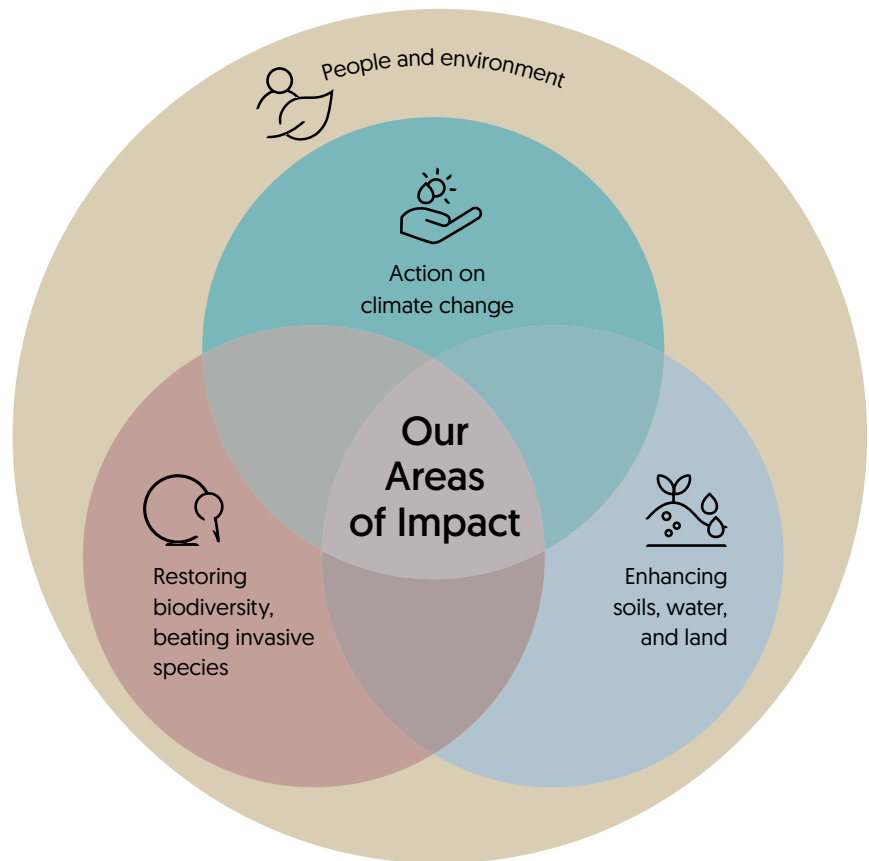 People and environment
Action on
climate change
Our
Areas
of Impact
Restoring
biodiversity,
beating invasive
species
Enhancing
soils, water,
and land